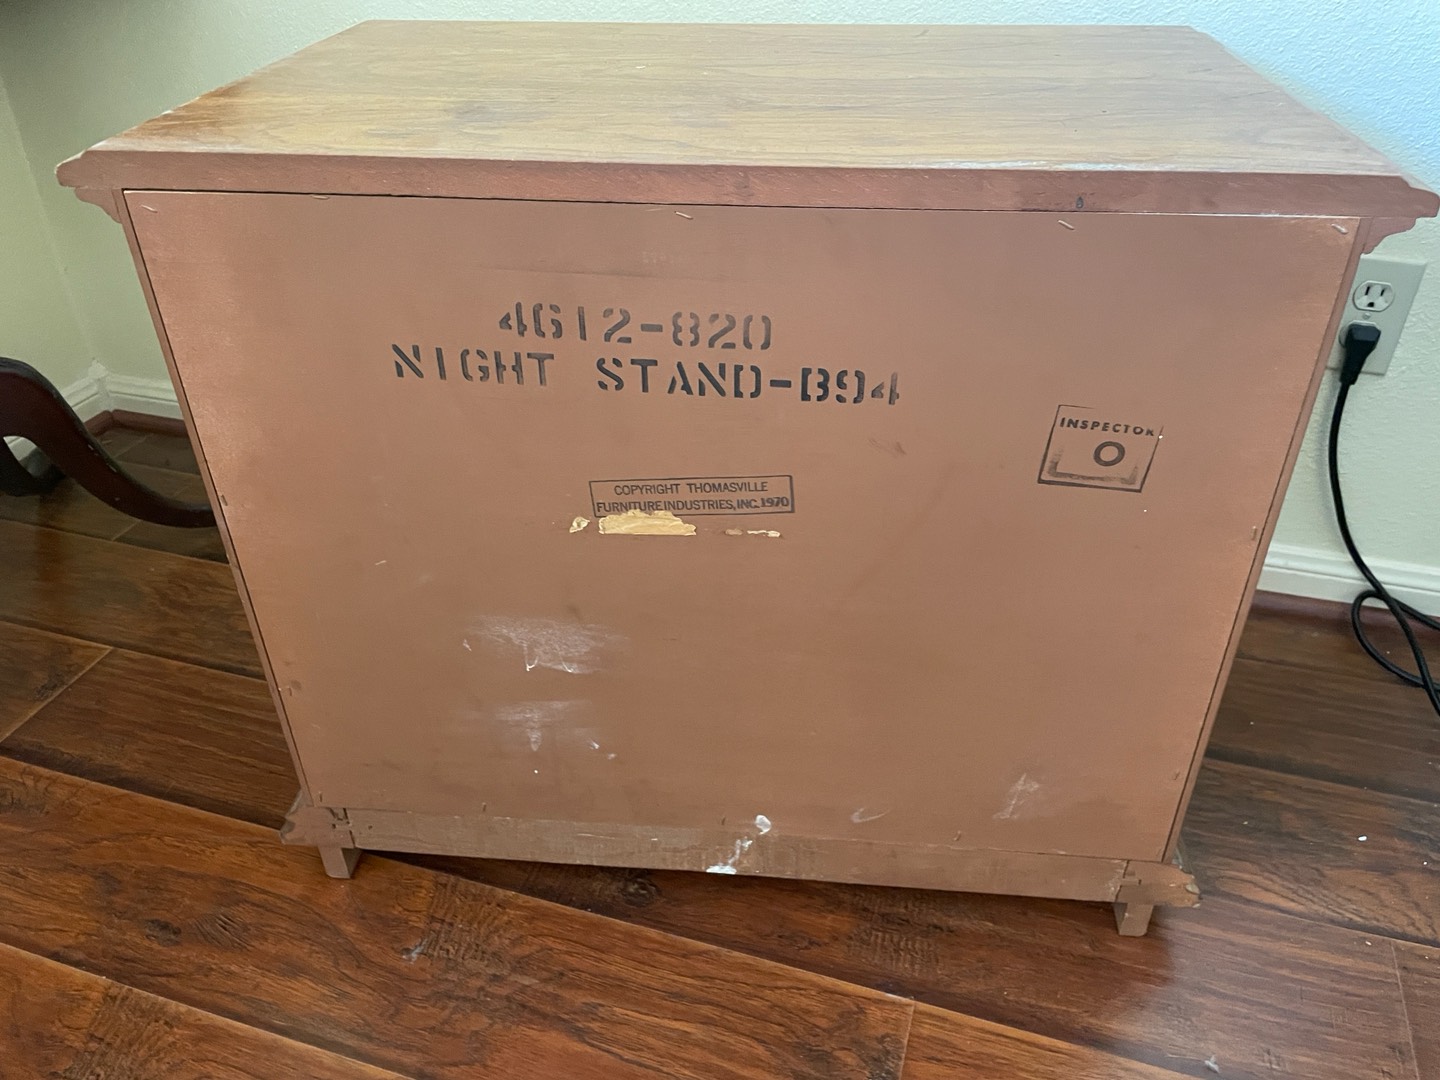 4612-820
NIGHT STAND-B94
INSPECTOR
O
COPYRIGHT THOMASVILLE
FURNITURE INDUSTRIES, INC. 1970